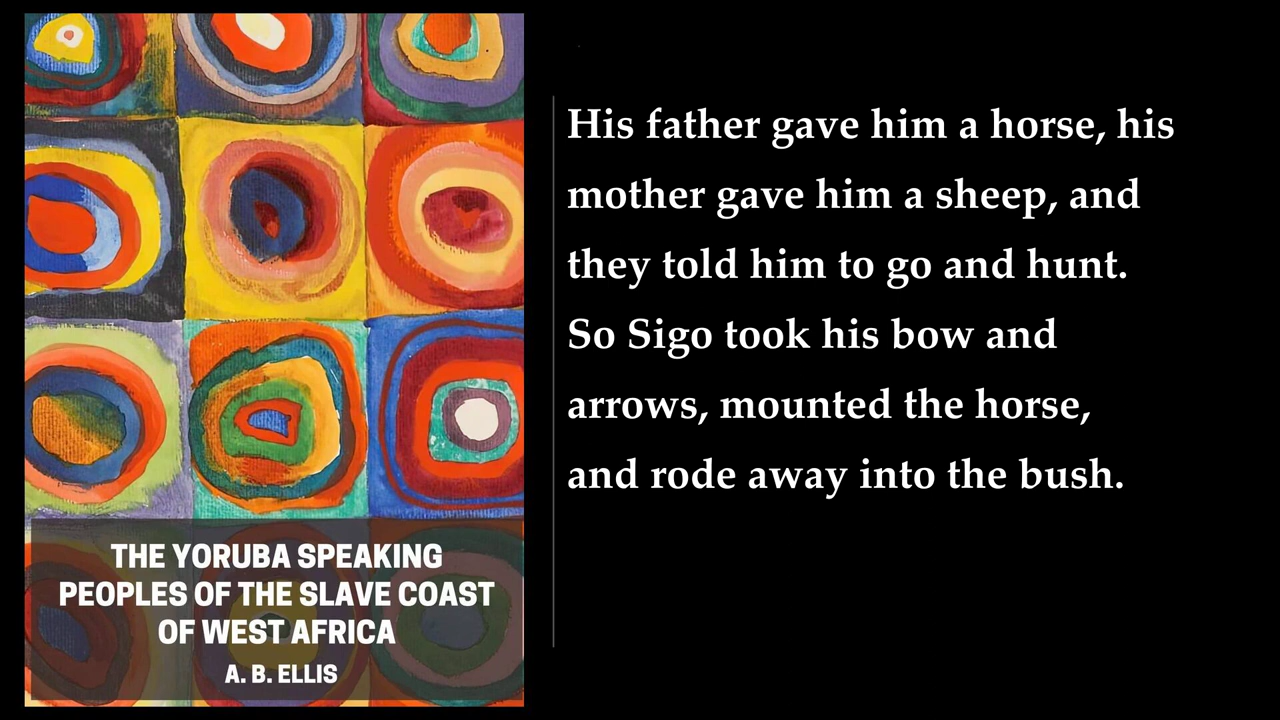 THE YORUBA SPEAKING
PEOPLES OF THE SLAVE COAST
OF WEST AFRICA
A. B. ELLIS
His father gave him a horse, his
mother gave him a sheep, and
they told him to go and hunt.
So Sigo took his bow and
arrows, mounted the horse,
and rode away into the bush.